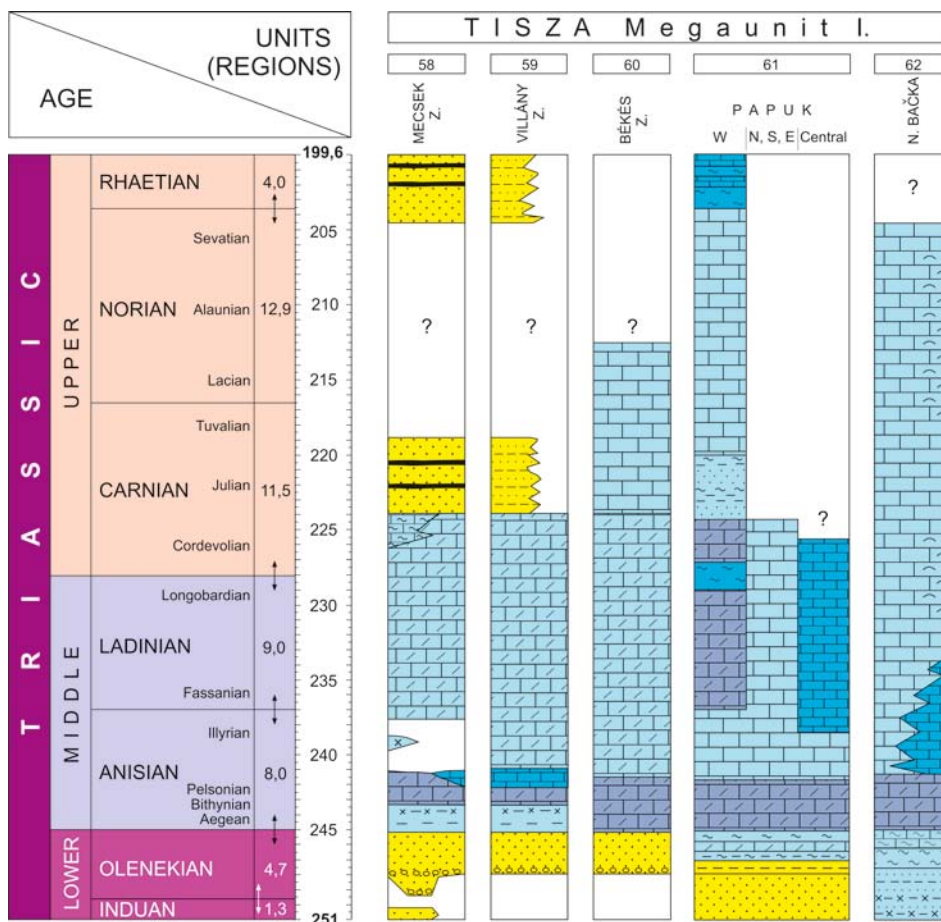 UNITS
(REGIONS)
AGE
TISZA Megaunit I.
58
59
60
61
62
MECSEK
Z.
VILLÁNY
Z.
BÉKÉS
Z.
PAPUK
W
N, S, E
Central
N. BAČKA
TRIASSIC
UPPER
MIDDLE
LOWER
RHAETIAN
4,0
Sevatian
NORIAN
Alaunian
12,9
Lacian
Tuvalian
CARNIAN
Julian
11,5
Cordevolian
Longobardian
LADINIAN
9,0
Fassanian
Illyrian
ANISIAN
8,0
Pelsonian
Bithynian
Aegean
OLENEKIAN
4,7
INDUAN
1,3
199,6
205
210
215
220
225
230
235
240
245
251
?
?
?
?
?